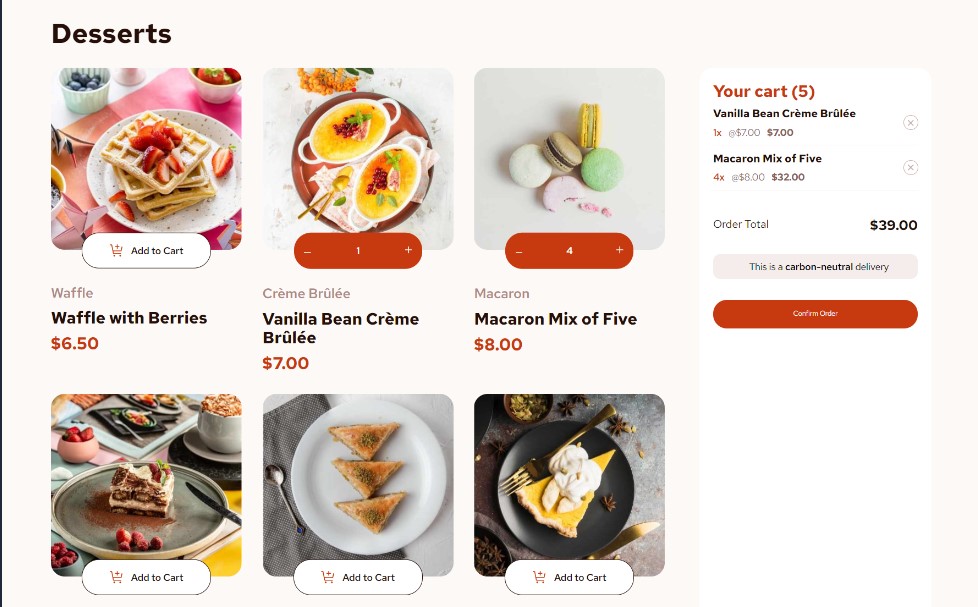 Desserts
Add to Cart
– 1 +
– 4 +
Waffle
Waffle with Berries
$6.50
Crème Brûlée
Vanilla Bean Crème
Brûlée
$7.00
Macaron
Macaron Mix of Five
$8.00
Add to Cart
Add to Cart
Add to Cart
Your cart (5)
Vanilla Bean Crème Brûlée
1x @$7.00 $7.00
Macaron Mix of Five
4x @$8.00 $32.00
Order Total $39.00
This is a carbon-neutral delivery
Confirm Order